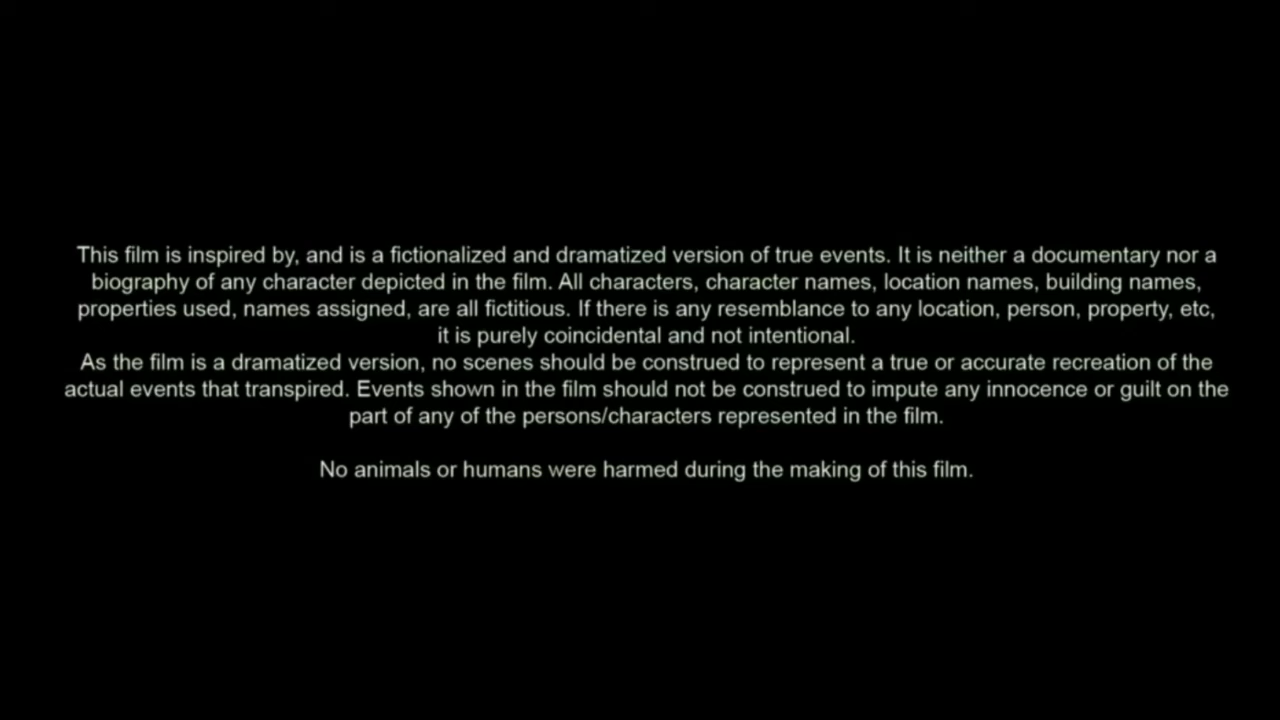 This film is inspired by, and is a fictionalized and dramatized version of true events. It is neither a documentary nor a
biography of any character depicted in the film. All characters, character names, location names, building names,
properties used, names assigned, are all fictitious. If there is any resemblance to any location, person, property, etc,
it is purely coincidental and not intentional.
As the film is a dramatized version, no scenes should be construed to represent a true or accurate recreation of the
actual events that transpired. Events shown in the film should not be construed to impute any innocence or guilt on the
part of any of the persons/characters represented in the film.
No animals or humans were harmed during the making of this film.